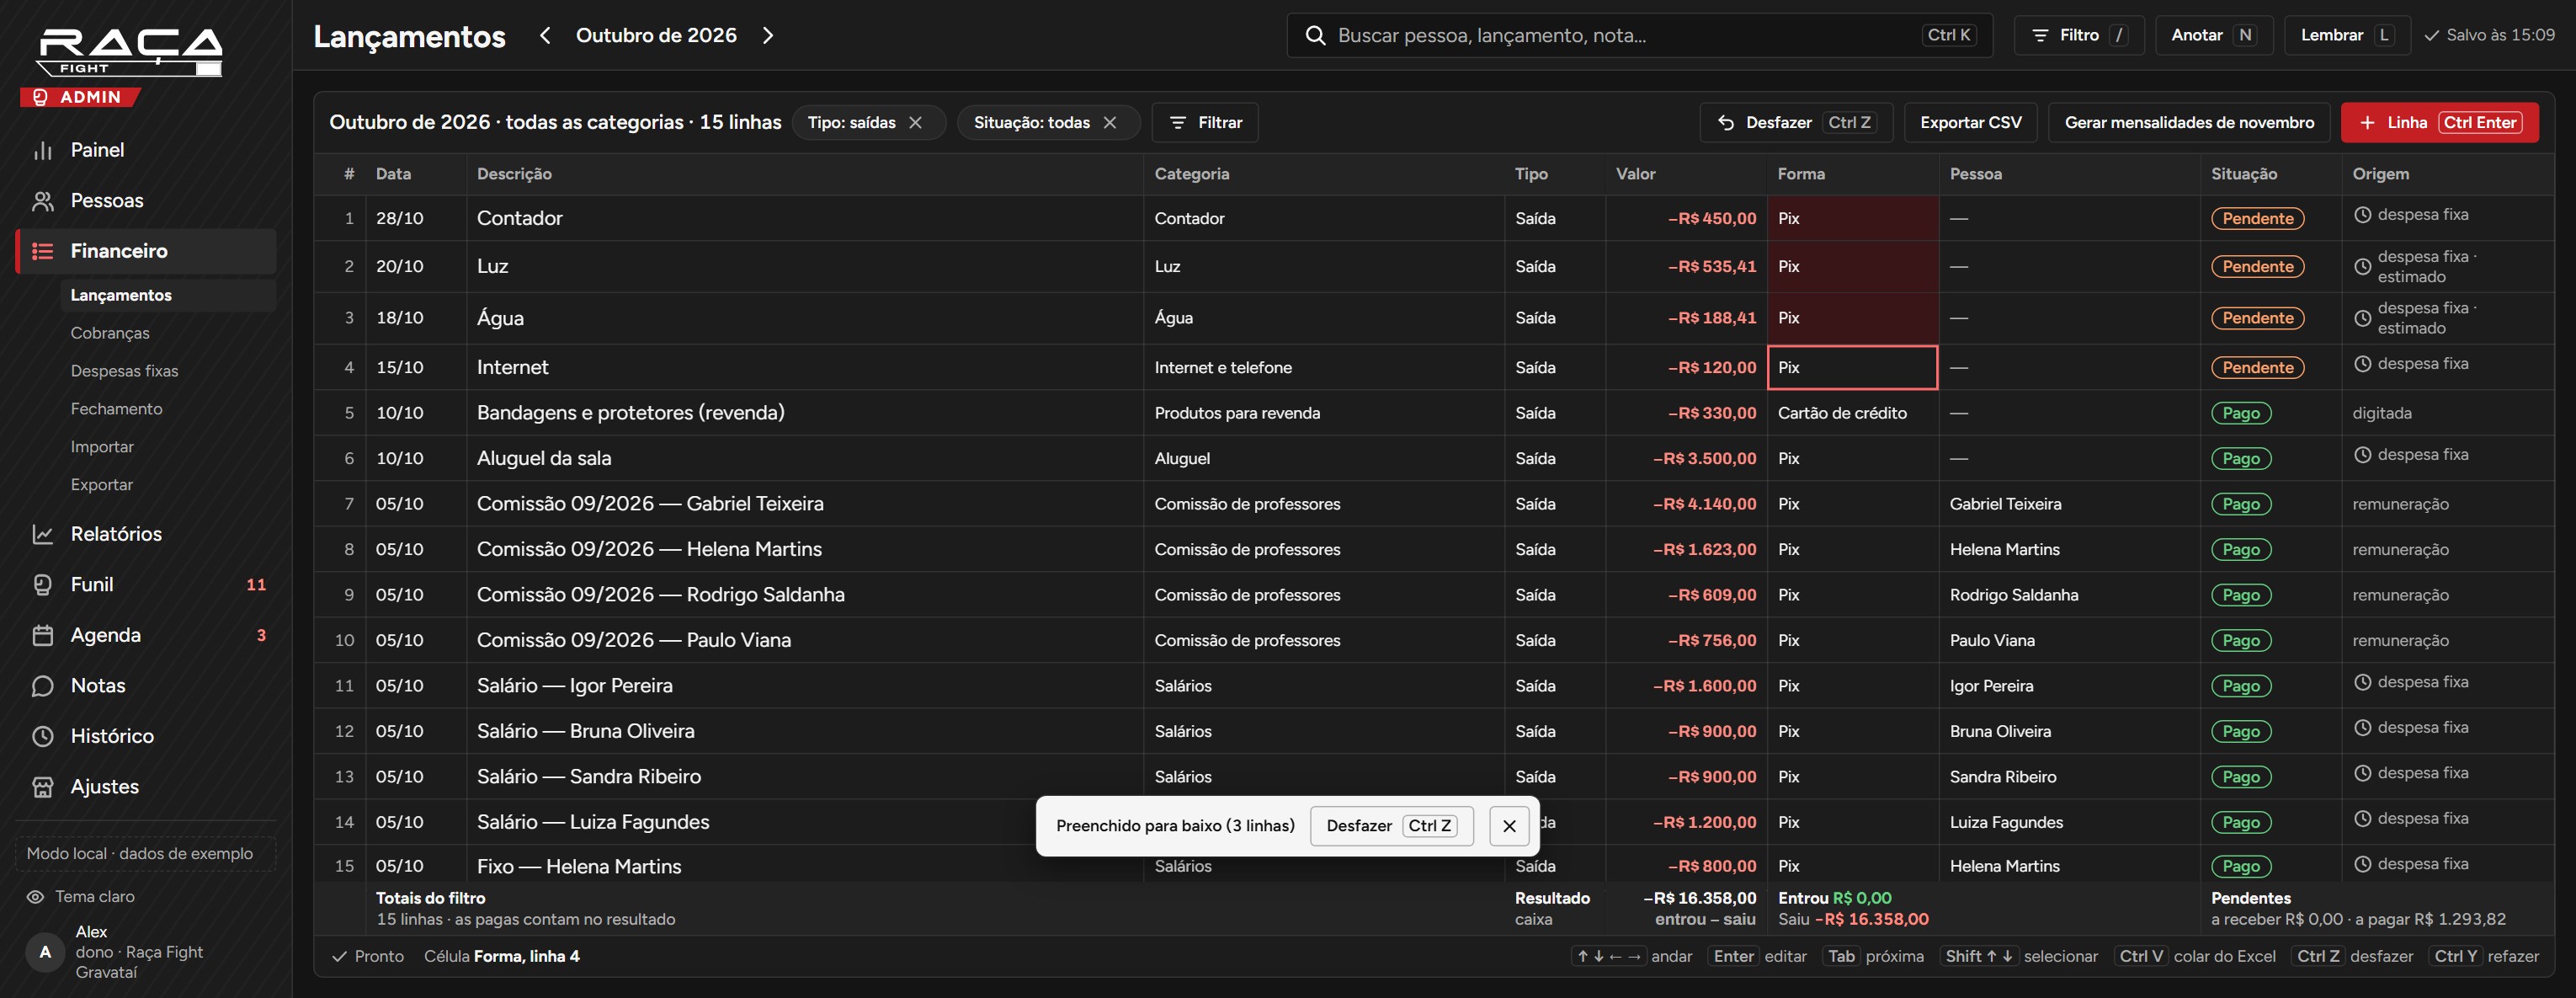 RAÇA
FIGHT
ADMIN
Painel
Pessoas
Financeiro
Lançamentos
Cobranças
Despesas fixas
Fechamento
Importar
Exportar
Relatórios
Funil 11
Agenda 3
Notas
Histórico
Ajustes
Modo local · dados de exemplo
Tema claro
A
Alex
dono · Raça Fight
Gravataí
Lançamentos
Outubro de 2026
Buscar pessoa, lançamento, nota... Ctrl K
Filtro /
Anotar N
Lembrar L
Salvo às 15:09
Outubro de 2026 · todas as categorias · 15 linhas
Tipo: saídas
Situação: todas
Filtrar
Desfazer Ctrl Z
Exportar CSV
Gerar mensalidades de novembro
Linha Ctrl Enter
# Data Descrição Categoria Tipo Valor Forma Pessoa Situação Origem
1 28/10 Contador Contador Saída –R$ 450,00 Pix — Pendente despesa fixa
2 20/10 Luz Luz Saída –R$ 535,41 Pix — Pendente despesa fixa ·
estimado
3 18/10 Água Água Saída –R$ 188,41 Pix — Pendente despesa fixa ·
estimado
4 15/10 Internet Internet e telefone Saída –R$ 120,00 Pix — Pendente despesa fixa
5 10/10 Bandagens e protetores (revenda) Produtos para revenda Saída –R$ 330,00 Cartão de crédito — Pago digitada
6 10/10 Aluguel da sala Aluguel Saída –R$ 3.500,00 Pix — Pago despesa fixa
7 05/10 Comissão 09/2026 — Gabriel Teixeira Comissão de professores Saída –R$ 4.140,00 Pix Gabriel Teixeira Pago remuneração
8 05/10 Comissão 09/2026 — Helena Martins Comissão de professores Saída –R$ 1.623,00 Pix Helena Martins Pago remuneração
9 05/10 Comissão 09/2026 — Rodrigo Saldanha Comissão de professores Saída –R$ 609,00 Pix Rodrigo Saldanha Pago remuneração
10 05/10 Comissão 09/2026 — Paulo Viana Comissão de professores Saída –R$ 756,00 Pix Paulo Viana Pago remuneração
11 05/10 Salário — Igor Pereira Salários Saída –R$ 1.600,00 Pix Igor Pereira Pago despesa fixa
12 05/10 Salário — Bruna Oliveira Salários Saída –R$ 900,00 Pix Bruna Oliveira Pago despesa fixa
13 05/10 Salário — Sandra Ribeiro Salários Saída –R$ 900,00 Pix Sandra Ribeiro Pago despesa fixa
14 05/10 Salário — Luiza Fagundes da –R$ 1.200,00 Pix Luiza Fagundes Pago despesa fixa
Preenchido para baixo (3 linhas) Desfazer Ctrl Z
15 05/10 Fixo — Helena Martins Salários Saída –R$ 800,00 Pix Helena Martins Pago despesa fixa
Totais do filtro Resultado –R$ 16.358,00 Entrou R$ 0,00 Pendentes
15 linhas · as pagas contam no resultado caixa entrou – saiu Saiu –R$ 16.358,00 a receber R$ 0,00 · a pagar R$ 1.293,82
Pronto Célula Forma, linha 4 ↑ ↓ ← → andar Enter editar Tab próxima Shift ↑ ↓ selecionar Ctrl V colar do Excel Ctrl Z desfazer Ctrl Y refazer